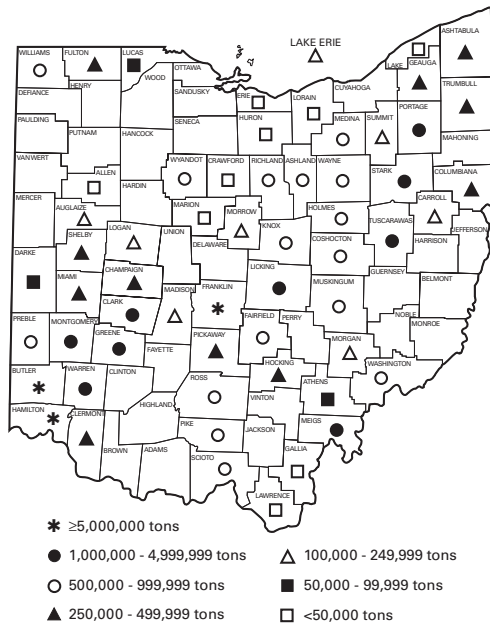 LAKE ERIE
ASHTABULA
WILLIAMS
FULTON
LUCAS
OTTAWA
LAKE
GEAUGA
WOOD
HENRY
SANDUSKY
ERIE
LORAIN
CUYAHOGA
TRUMBULL
DEFIANCE
PORTAGE
PAULDING
SENECA
HURON
MEDINA
SUMMIT
MAHONING
PUTNAM
HANCOCK
VAN WERT
WYANDOT
CRAWFORD
RICHLAND
ASHLAND
WAYNE
STARK
COLUMBIANA
ALLEN
HARDIN
MERCER
MARION
MORROW
HOLMES
CARROLL
AUGLAIZE
TUSCARAWAS
JEFFERSON
LOGAN
UNION
KNOX
SHELBY
DELAWARE
COSHOCTON
HARRISON
DARKE
CHAMPAIGN
LICKING
GUERNSEY
MIAMI
MADISON
FRANKLIN
MUSKINGUM
BELMONT
CLARK
NOBLE
PREBLE
MONTGOMERY
FAIRFIELD
PERRY
MONROE
GREENE
PICKAWAY
MORGAN
FAYETTE
HOCKING
WASHINGTON
BUTLER
WARREN
CLINTON
ROSS
ATHENS
VINTON
HAMILTON
CLERMONT
HIGHLAND
MEIGS
PIKE
JACKSON
BROWN
ADAMS
SCIOTO
GALLIA
LAWRENCE
≥5,000,000 tons
1,000,000 - 4,999,999 tons
100,000 - 249,999 tons
500,000 - 999,999 tons
50,000 - 99,999 tons
250,000 - 499,999 tons
<50,000 tons